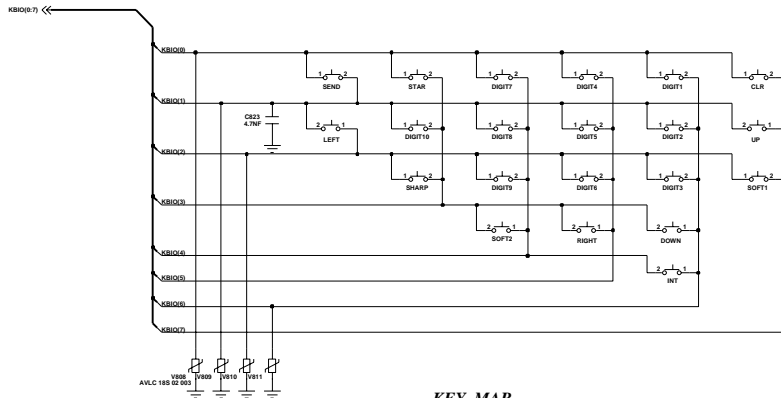 KBIO(0:7)
KBIO(0)
1 2 1 2 1 2 1 2 1 2 1 2
SEND STAR DIGIT7 DIGIT4 DIGIT1 CLR
KBIO(1)
C823
4.7NF
2 1 1 2 1 2 1 2 1 2 1 2
LEFT DIGIT10 DIGIT8 DIGIT5 DIGIT2 UP
KBIO(2)
1 2 1 2 1 2 1 2 1 2
SHARP DIGIT9 DIGIT6 DIGIT3 SOFT1
KBIO(3)
2 1 2 1 2 1
SOFT2 RIGHT DOWN
KBIO(4)
2 1
INT
KBIO(5)
KBIO(6)
KBIO(7)
V808 V809 V810 V811
AVLC 18S 02 003
KEY MAP